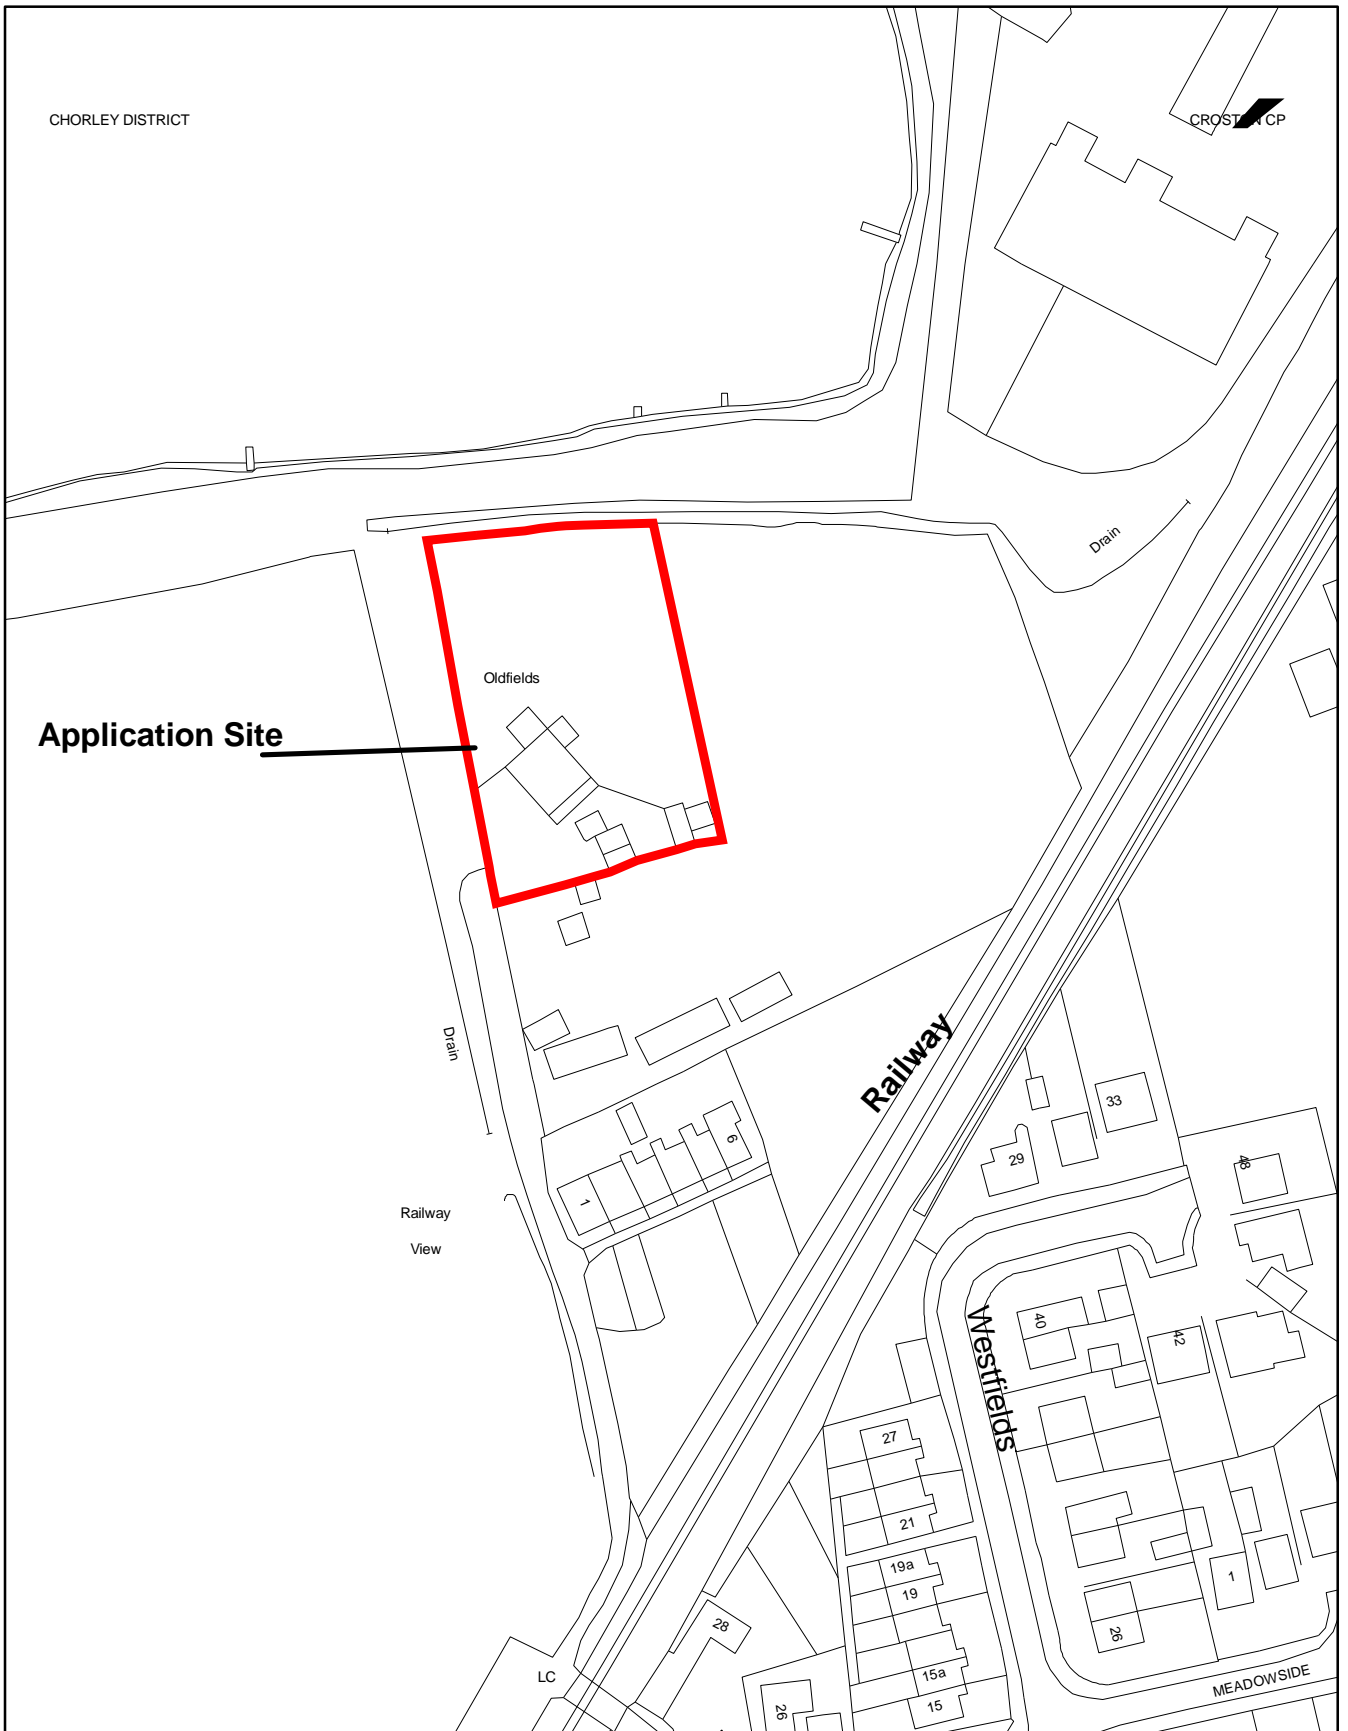 CHORLEY DISTRICT
CROSTON CP
Drain
Oldfields
Application Site
Drain
Railway
33
6
29
48
1
Railway
View
40
42
Westfields
27
21
19a
19
1
28
26
LC
15a
MEADOWSIDE
15
26